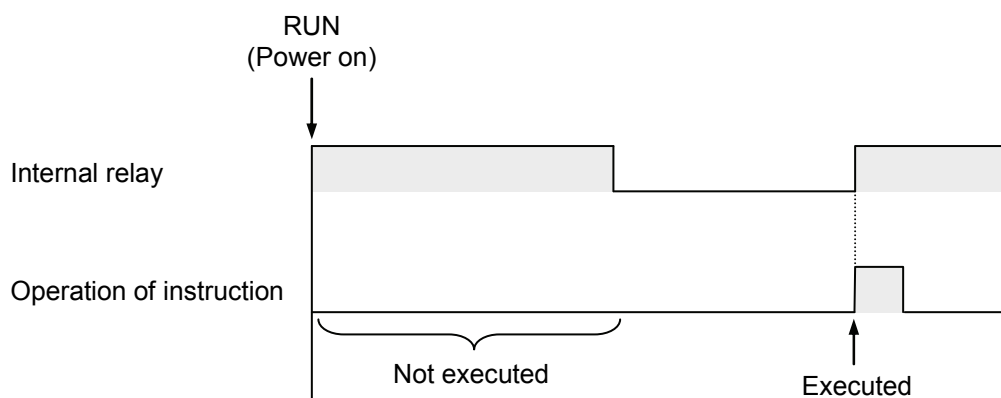 RUN
(Power on)
Internal relay
Operation of instruction
Not executed
Executed